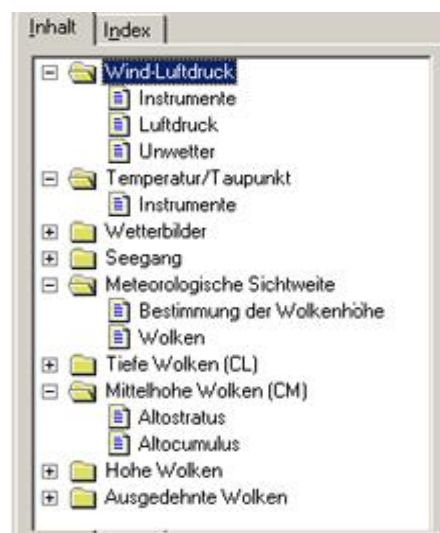 Inhalt Index
Wind-Luftdruck
Instrumente
Luftdruck
Unwetter
Temperatur/Taupunkt
Instrumente
Wetterbilder
Seegang
Meteorologische Sichtweite
Bestimmung der Wolkenhöhe
Wolken
Tiefe Wolken (CL)
Mittelhohe Wolken (CM)
Altostratus
Altocumulus
Hohe Wolken
Ausgedehnte Wolken